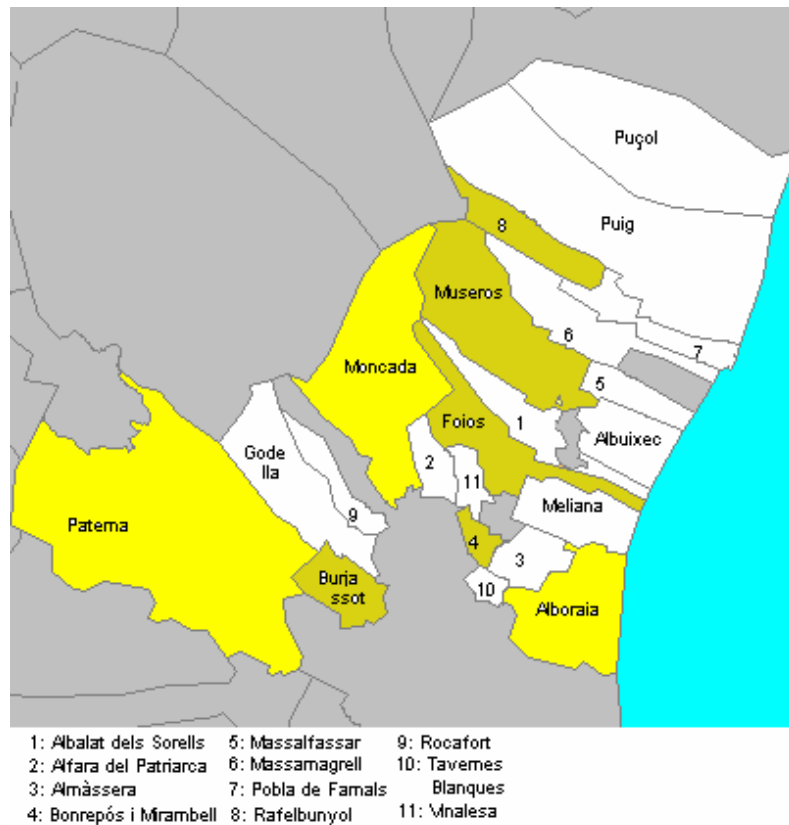 Puçol
Puig
8
Museros
6
7
Moncada
5
Foios
1
Albuixec
Gode
lla
2
11
Meliana
9
Paterna
4
3
Burja
ssot
10
Alboraia
1: Albalat dels Sorells
2: Alfara del Patriarca
3: Almàssera
4: Bonrepós i Mirambell
5: Massalfassar
6: Massamagrell
7: Pobla de Farnals
8: Rafelbunyol
9: Rocafort
10: Tavernes
Blanques
11: Vinalesa